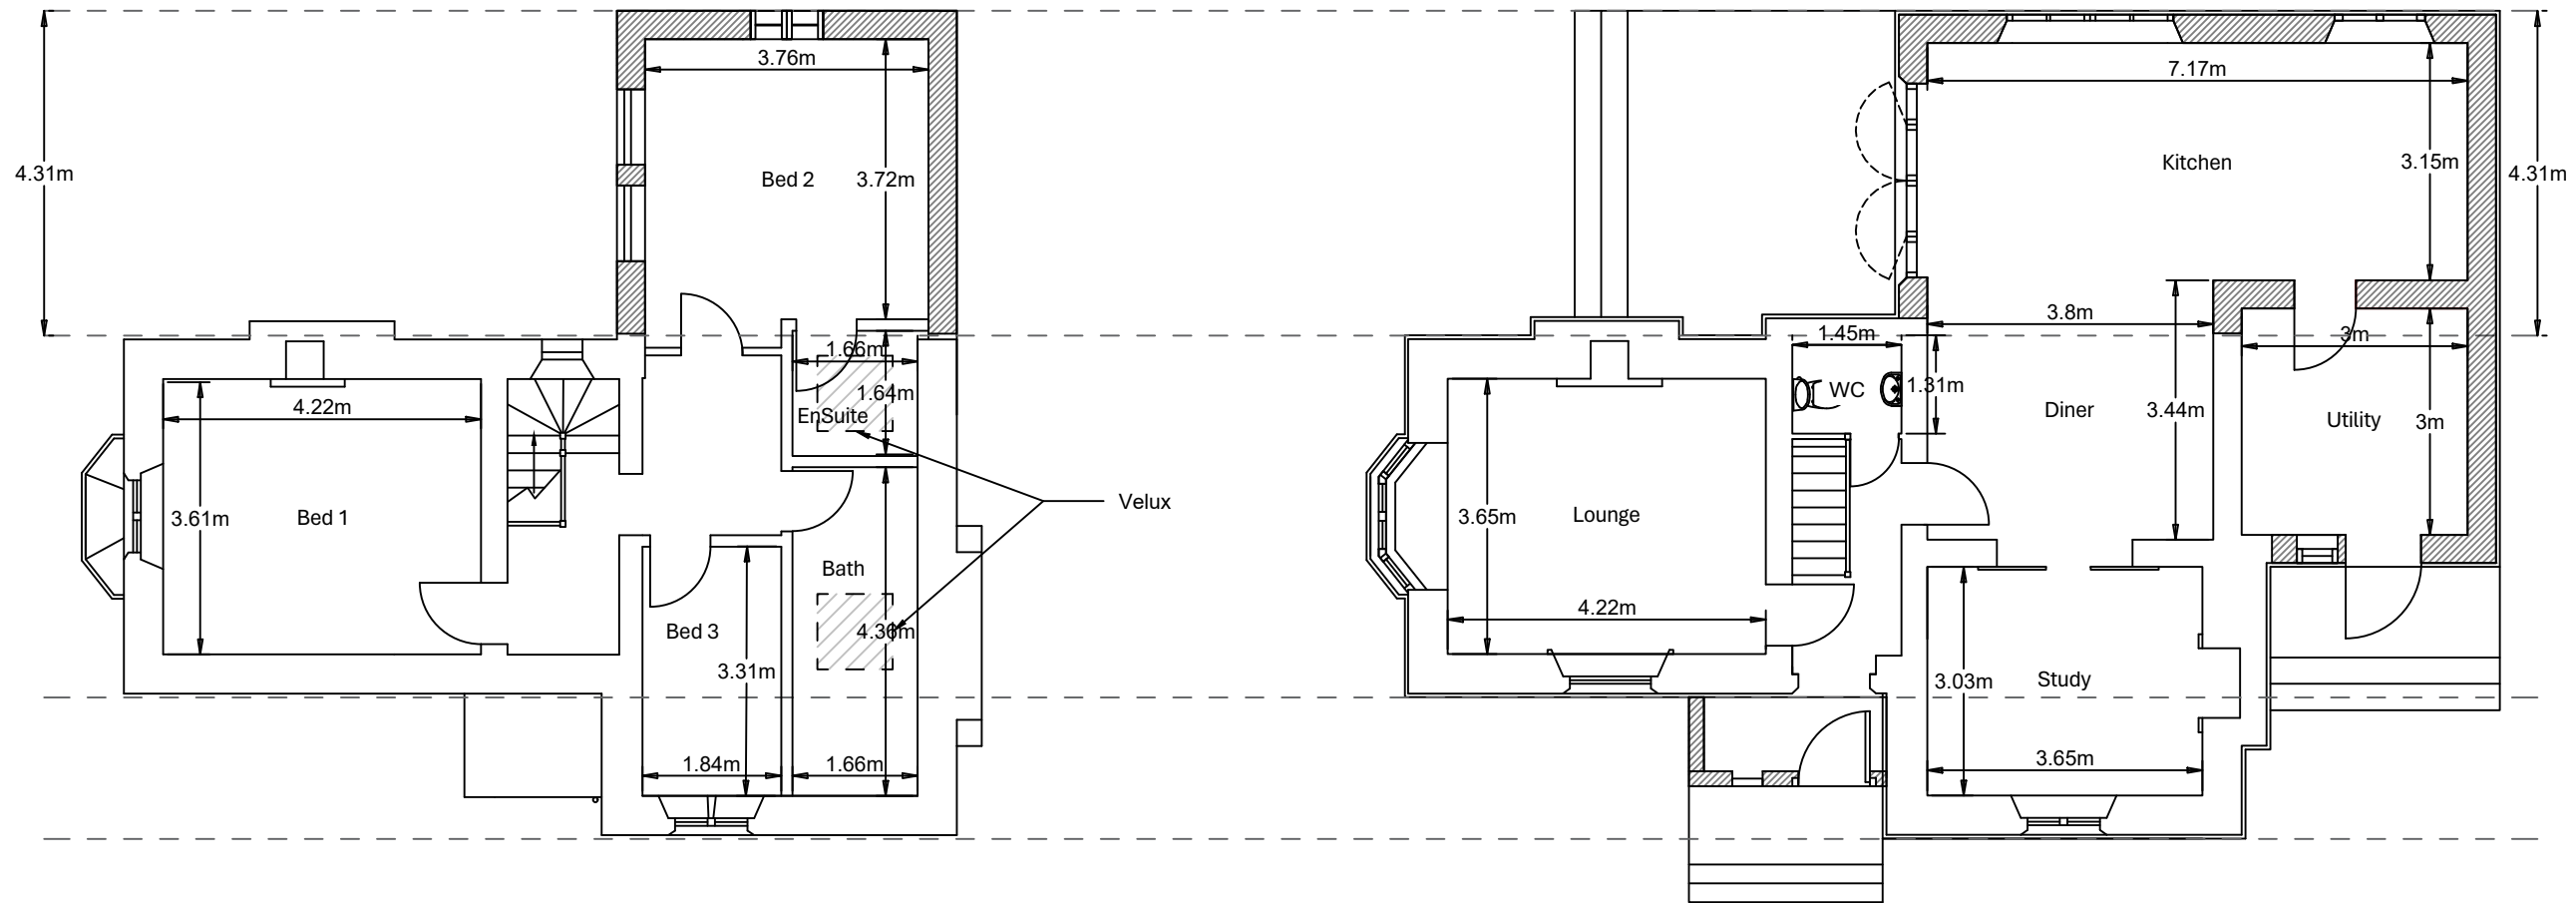 4.31m
3.76m
Bed 2
3.72m
1.66m
1.64m
EnSuite
4.22m
3.61m
Bed 1
Velux
Bath
Bed 3
4.36m
3.31m
1.84m
1.66m
7.17m
Kitchen
3.15m
4.31m
3.8m
1.45m
3m
WC
1.31m
Diner
3.44m
Utility
3m
3.65m
Lounge
4.22m
3.03m
Study
3.65m